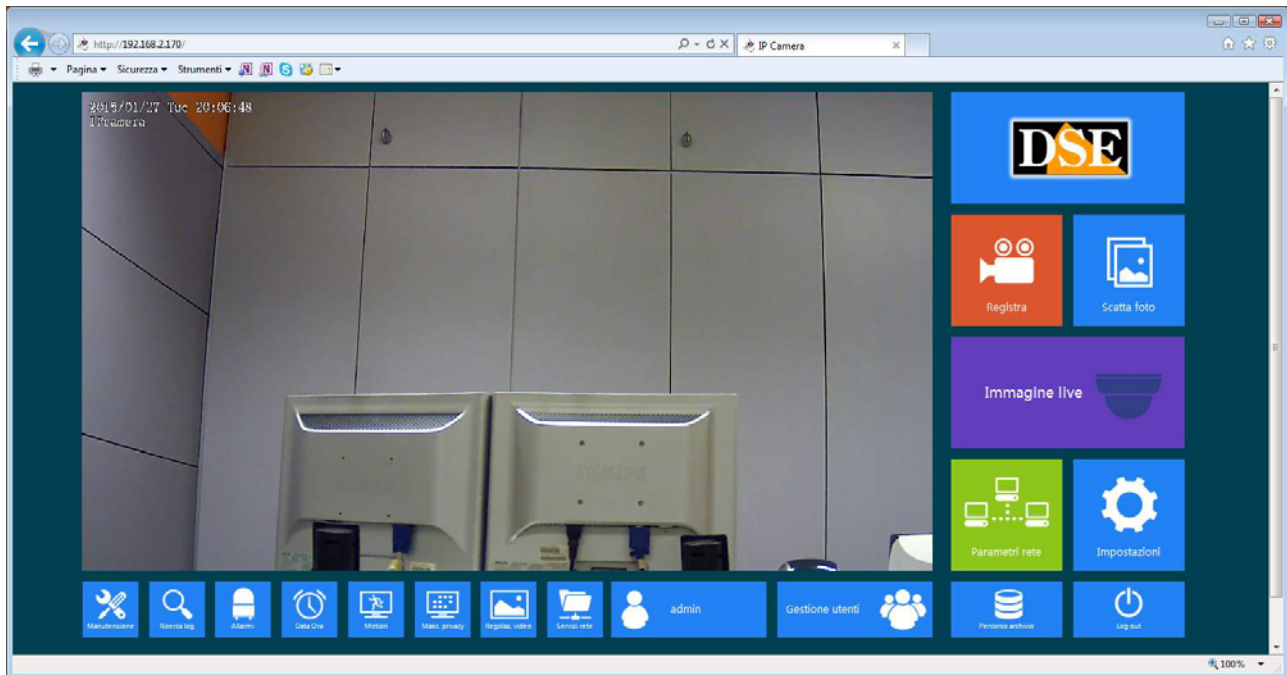 http://192.168.2.170/
IP Camera
Pagina Sicurezza Strumenti
2015/01/27 Tue 20:06:48
IPcamera
DSE
Registra
Scatta foto
Immagine live
PHILIPS
Parametri rete
Impostazioni
Manutenzione
Ricerca log
Allarmi
Data Ora
Motion
Masc. privacy
Regolaz. video
Servizi rete
admin
Gestione utenti
Percorso archivio
Log out
100%